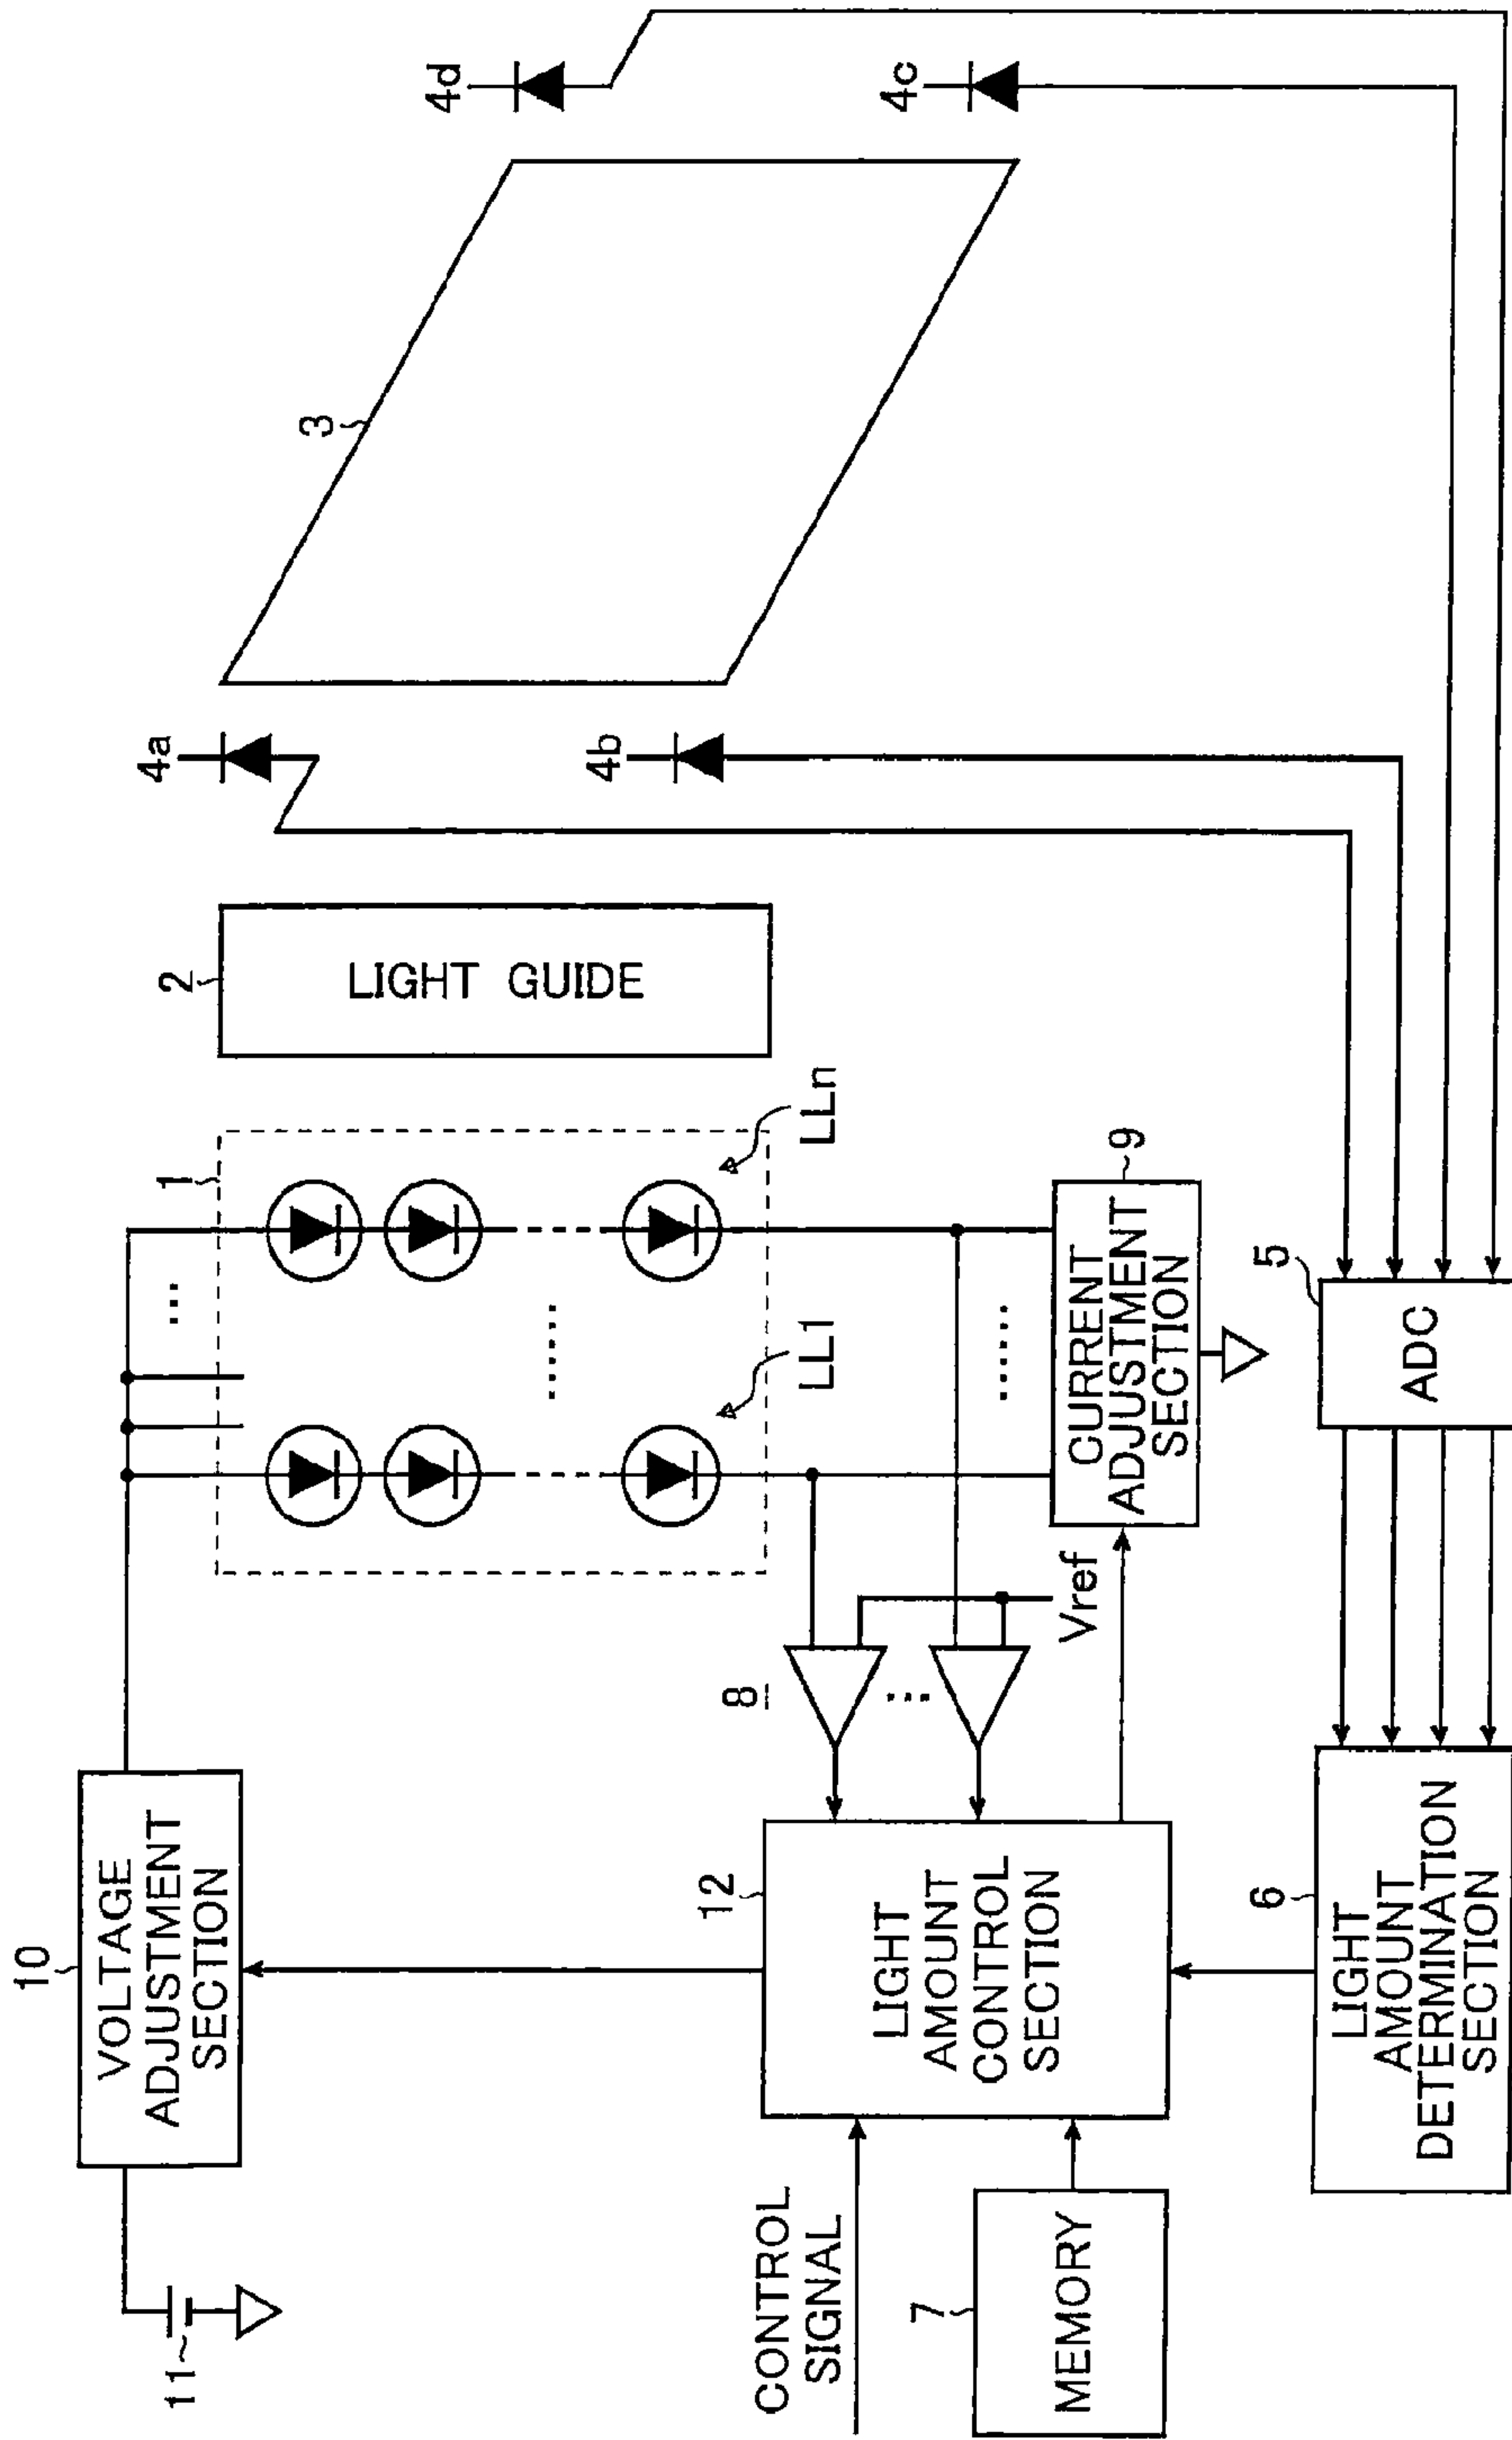 10
VOLTAGE
ADJUSTMENT
SECTION
11
1
...
LLn
LL1
......
2
LIGHT GUIDE
3
4a
4b
4c
4d
8
...
Vref
......
CURRENT
ADJUSTMENT
SECTION
9
12
LIGHT
AMOUNT
CONTROL
SECTION
CONTROL
SIGNAL
7
MEMORY
6
LIGHT
AMOUNT
DETERMINATION
SECTION
5
ADC